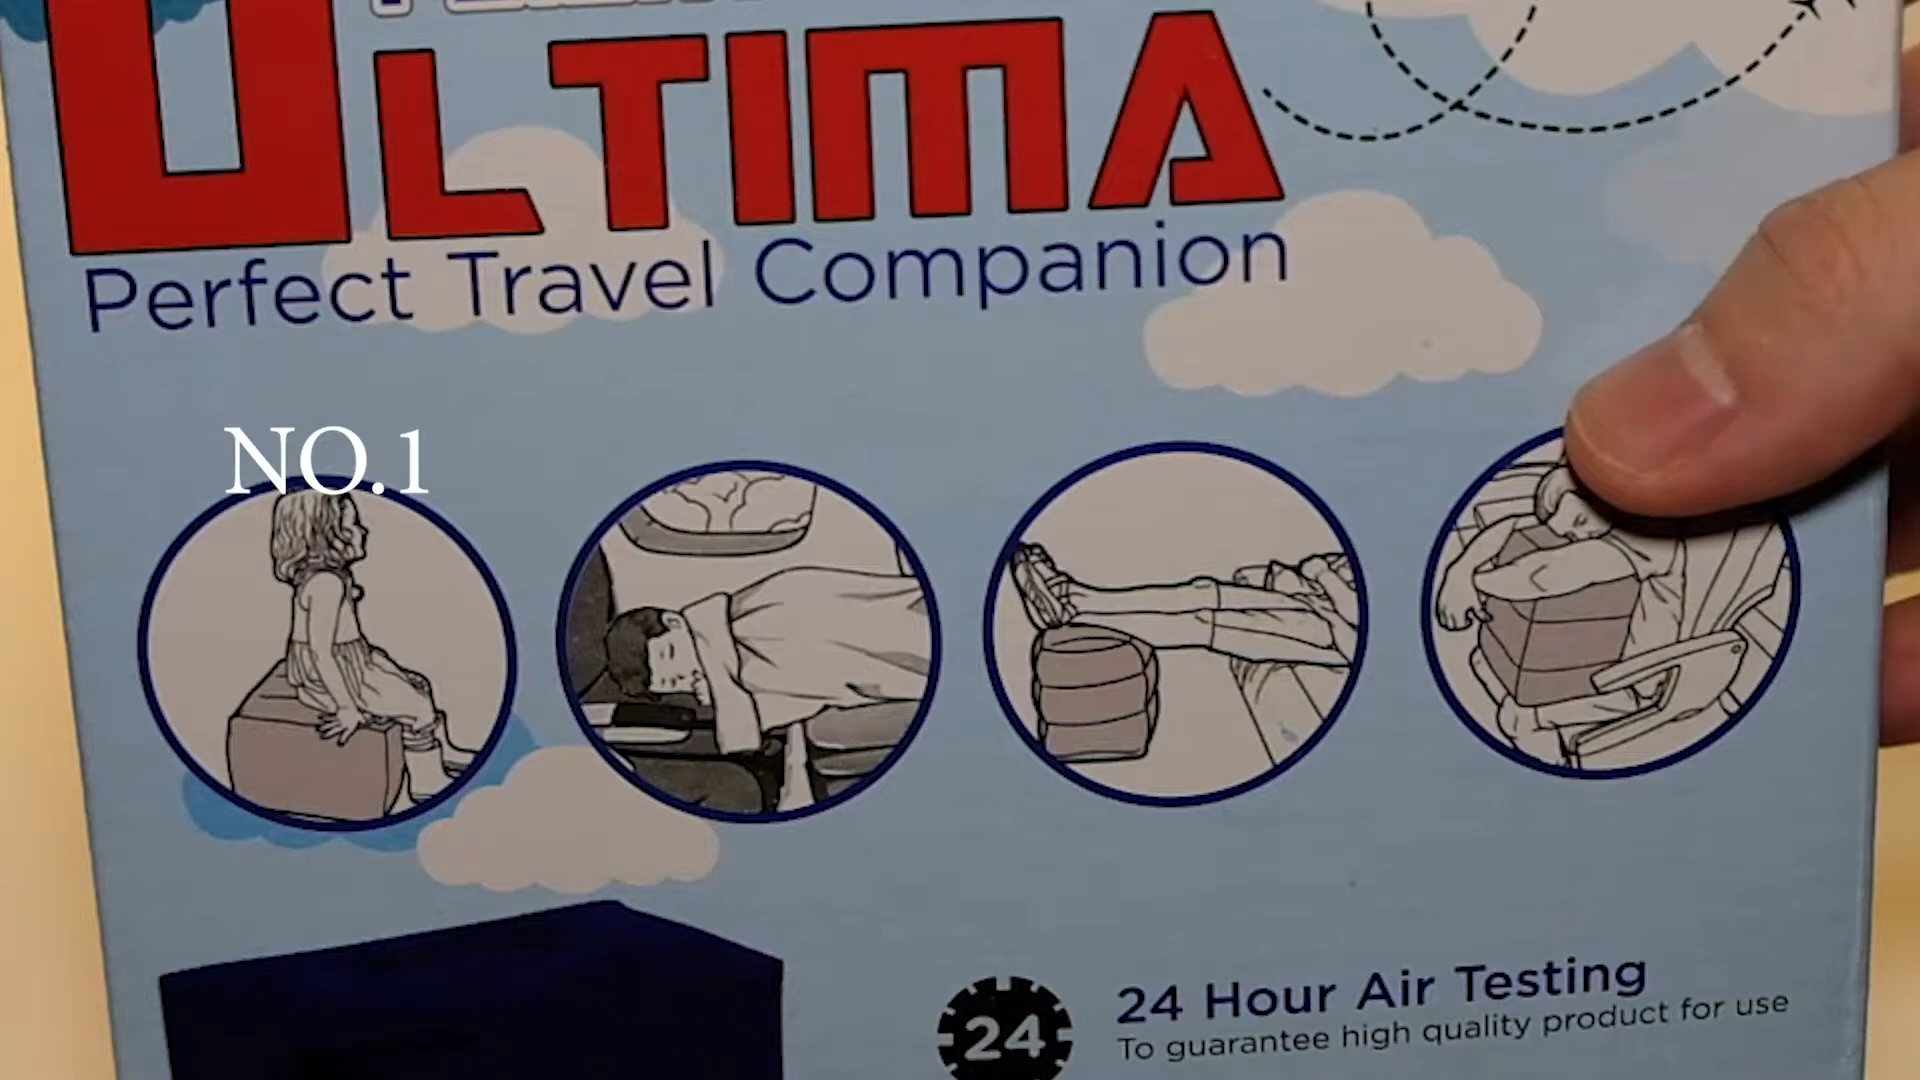 ULTIMA
Perfect Travel Companion
NO.1
24 Hour Air Testing
24
To guarantee high quality product for use